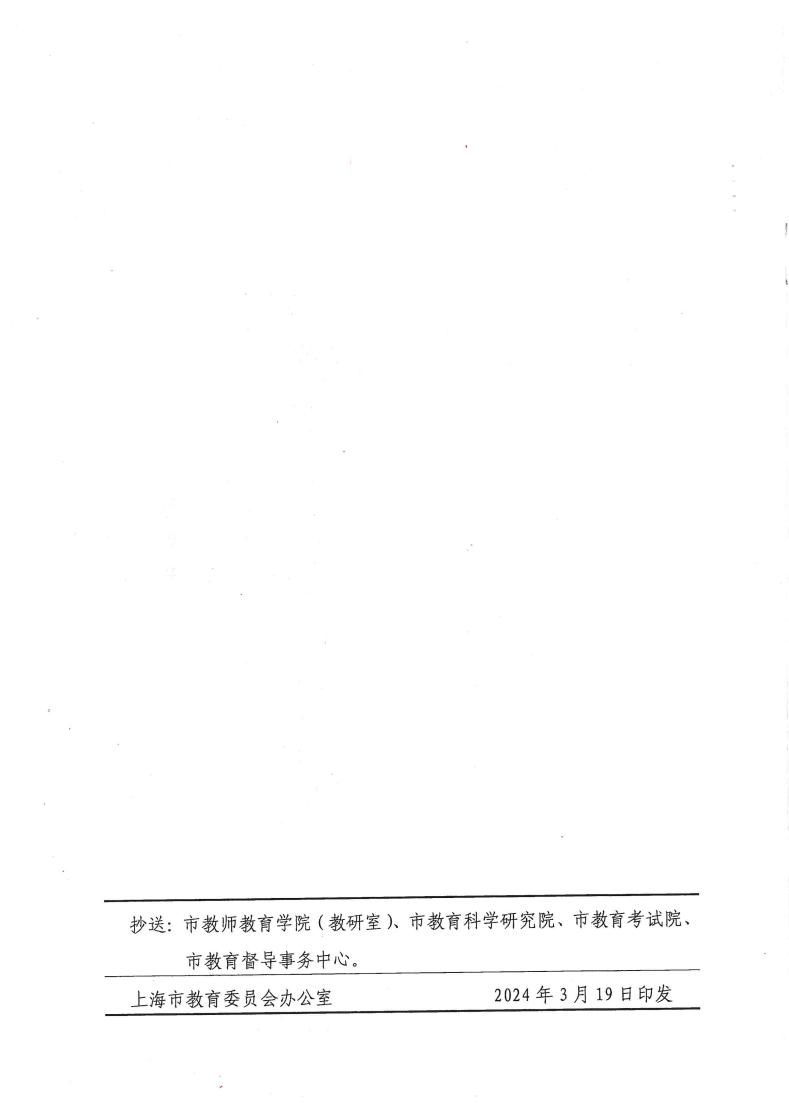 抄送：市教师教育学院（教研室）、市教育科学研究院、市教育考试院、
市教育督导事务中心。
上海市教育委员会办公室 2024年3月19日印发